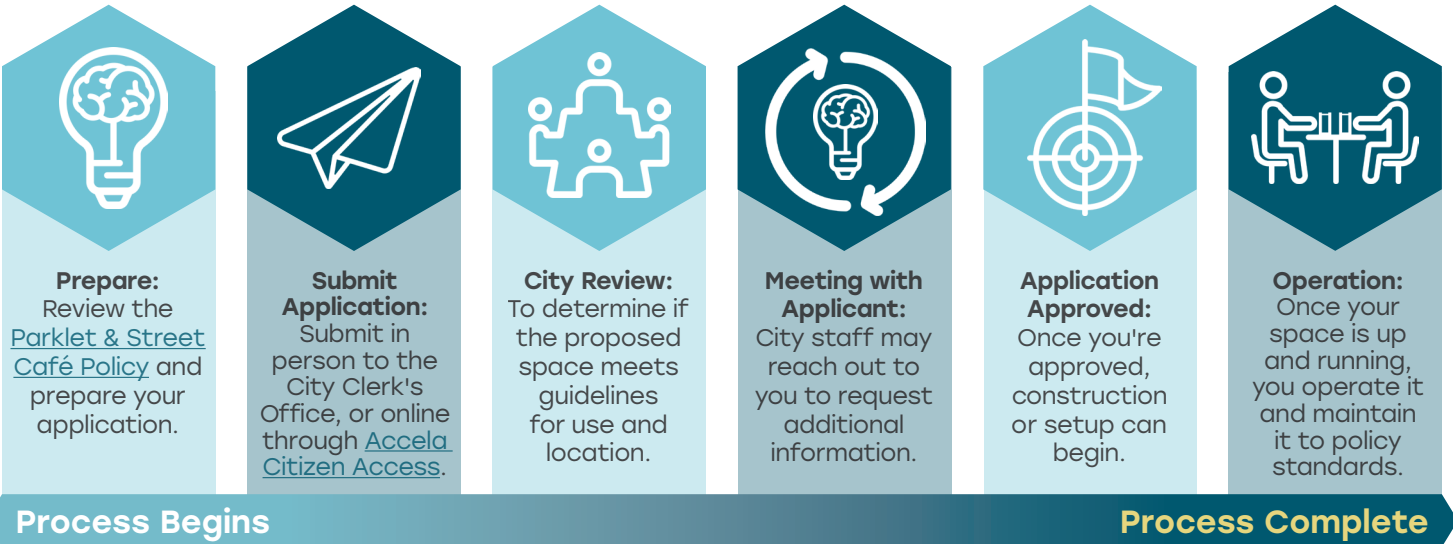 Prepare:
Review the
Parklet & Street
Café Policy and
prepare your
application.
Submit
Application:
Submit in
person to the
City Clerk's
Office, or online
through Accela
Citizen Access.
City Review:
To determine if
the proposed
space meets
guidelines
for use and
location.
Meeting with
Applicant:
City staff may
reach out to
you to request
additional
information.
Application
Approved:
Once you're
approved,
construction
or setup can
begin.
Operation:
Once your
space is up
and running,
you operate it
and maintain
it to policy
standards.
Process Begins
Process Complete